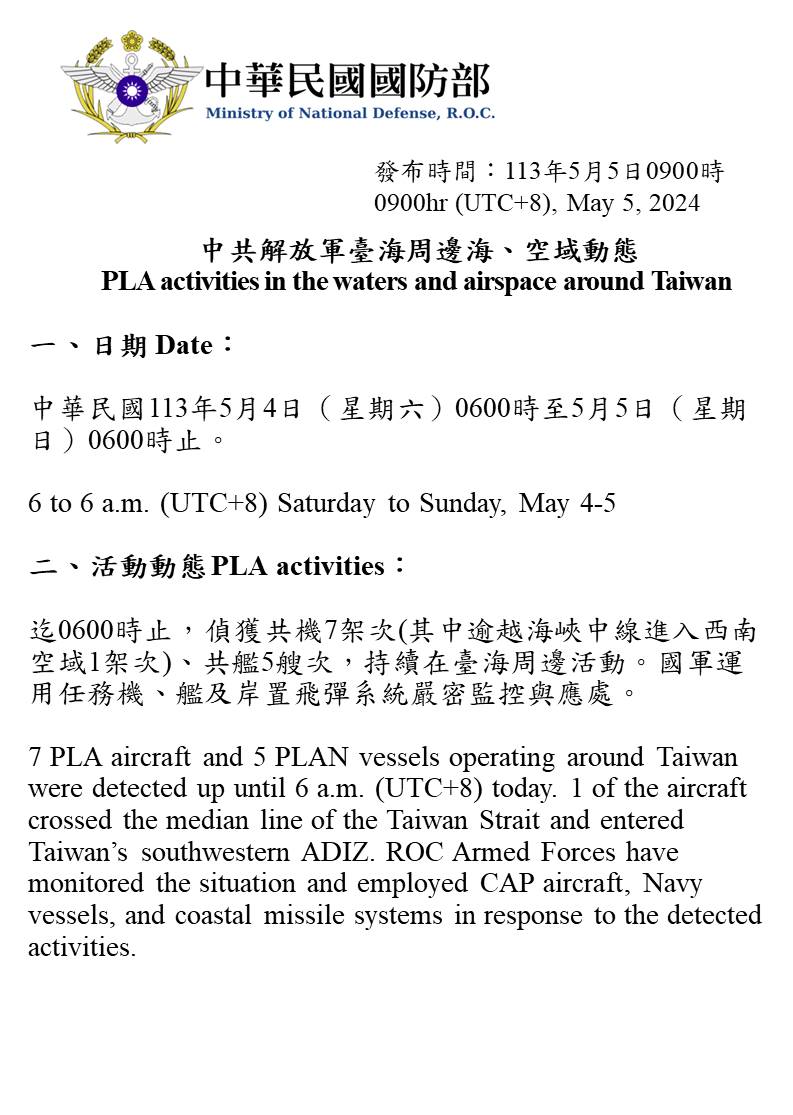 中華民國國防部
Ministry of National Defense, R.O.C.
發布時間：113年5月5日0900時
0900hr (UTC+8), May 5, 2024
中共解放軍臺海周邊海、空域動態
PLA activities in the waters and airspace around Taiwan
一、日期 Date：
中華民國113年5月4日（星期六）0600時至5月5日（星期
日）0600時止。
6 to 6 a.m. (UTC+8) Saturday to Sunday, May 4-5
二、活動動態 PLA activities：
迄0600時止，偵獲共機7架次(其中逾越海峽中線進入西南
空域1架次)、共艦5艘次，持續在臺海周邊活動。國軍運
用任務機、艦及岸置飛彈系統嚴密監控與應處。
7 PLA aircraft and 5 PLAN vessels operating around Taiwan
were detected up until 6 a.m. (UTC+8) today. 1 of the aircraft
crossed the median line of the Taiwan Strait and entered
Taiwan’s southwestern ADIZ. ROC Armed Forces have
monitored the situation and employed CAP aircraft, Navy
vessels, and coastal missile systems in response to the detected
activities.